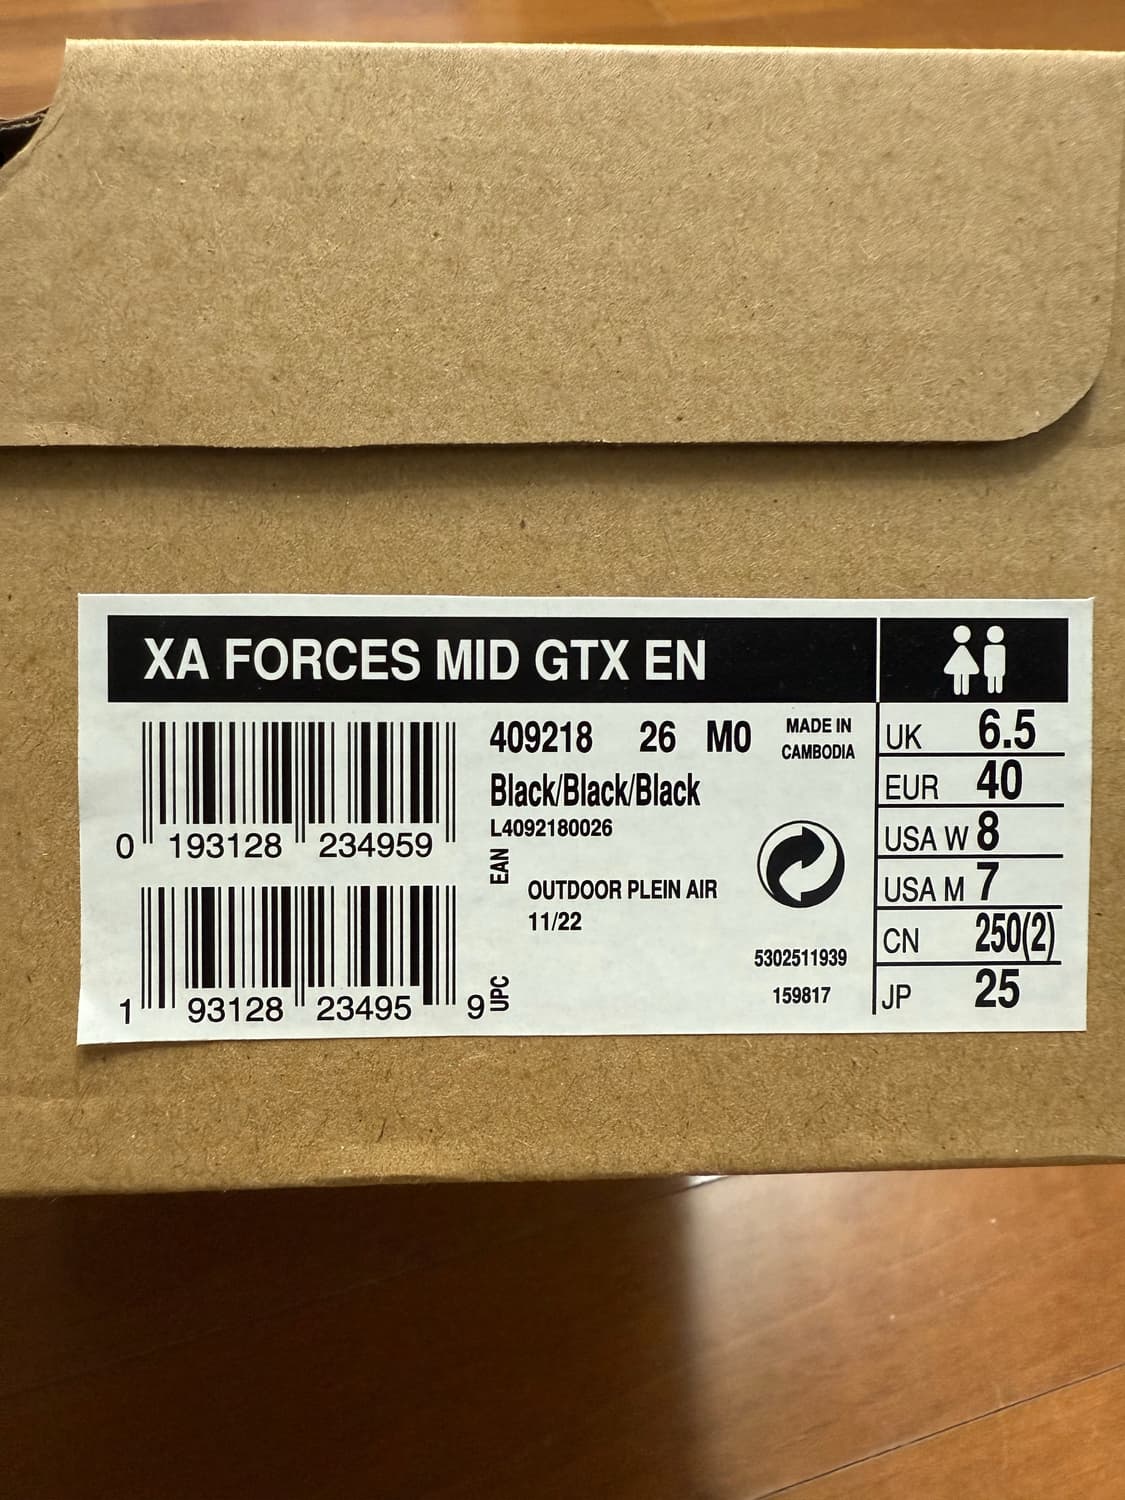 XA FORCES MID GTX EN
0 193128 234959
1 93128 23495 9
EAN
UPC
409218 26 M0
Black/Black/Black
L4092180026
OUTDOOR PLEIN AIR
11/22
MADE IN
CAMBODIA
5302511939
159817
UK 6.5
EUR 40
USA W 8
USA M 7
CN 250(2)
JP 25